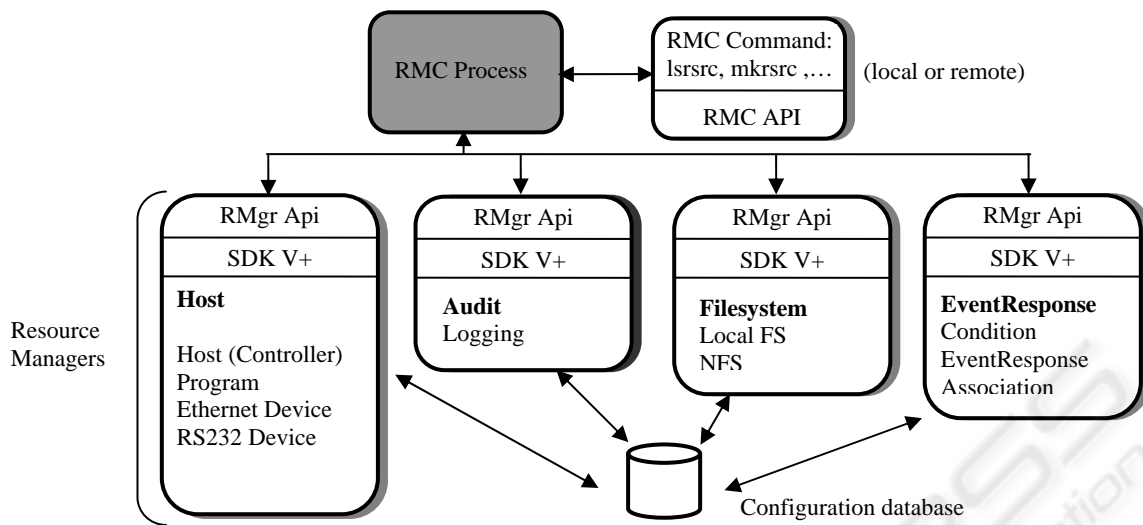 RMC Process
RMC Command:
lsrsrc, mkrsrc ,…
(local or remote)
RMC API
Resource
Managers
RMgr Api
SDK V+
Host
Host (Controller)
Program
Ethernet Device
RS232 Device
RMgr Api
SDK V+
Audit
Logging
RMgr Api
SDK V+
Filesystem
Local FS
NFS
RMgr Api
SDK V+
EventResponse
Condition
EventResponse
Association
Configuration database